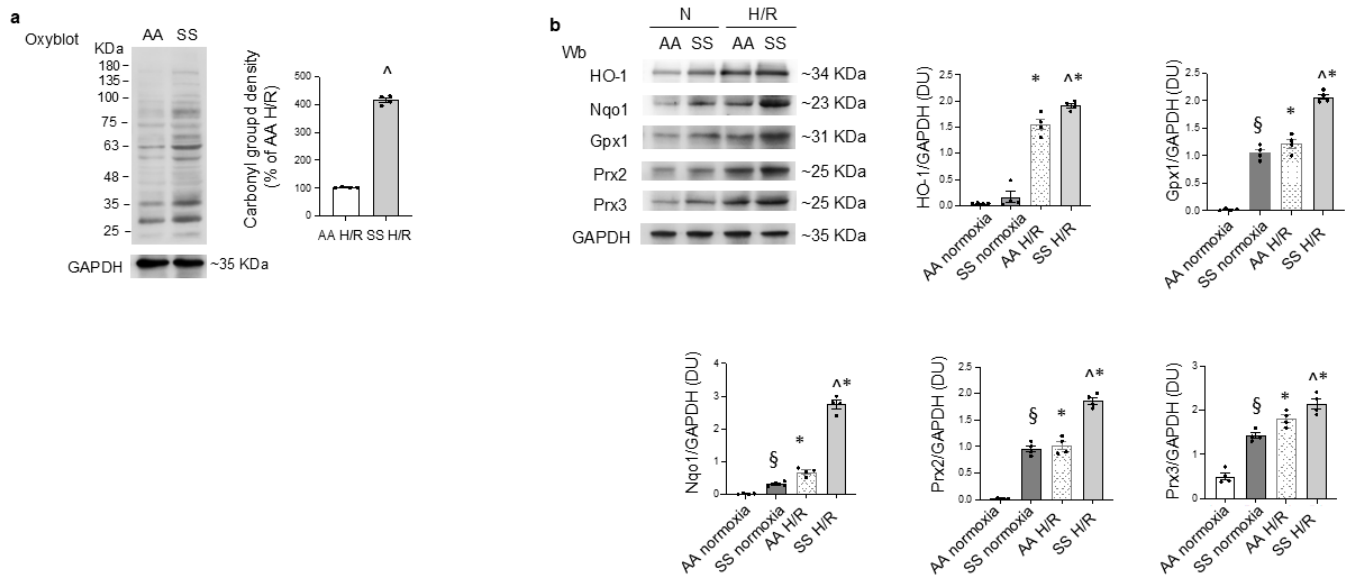 a
Oxyblot
AA SS
KDa
180
135
100
75
63
48
35
25
GAPDH
~35 KDa
Carbonyl group d density
(% of AA H/R)
500
400
300
200
100
0
^
AA H/R SS H/R
b
N H/R
AA SS AA SS
Wb
HO-1 ~34 KDa
Nqo1 ~23 KDa
Gpx1 ~31 KDa
Prx2 ~25 KDa
Prx3 ~25 KDa
GAPDH ~35 KDa
HO-1/GAPDH (DU)
2.5
2.0
1.5
1.0
0.5
0.0
* ^*
AA normoxia
SS normoxia
AA H/R
SS H/R
Gpx1/GAPDH (DU)
2.5
2.0
1.5
1.0
0.5
0.0
§ * ^*
AA normoxia
SS normoxia
AA H/R
SS H/R
Nqo1/GAPDH (DU)
4
3
2
1
0
§ * ^*
AA normoxia
SS normoxia
AA H/R
SS H/R
Prx2/GAPDH (DU)
2.5
2.0
1.5
1.0
0.5
0.0
§ * ^*
AA normoxia
SS normoxia
AA H/R
SS H/R
Prx3/GAPDH (DU)
3
2
1
0
§ * ^*
AA normoxia
SS normoxia
AA H/R
SS H/R